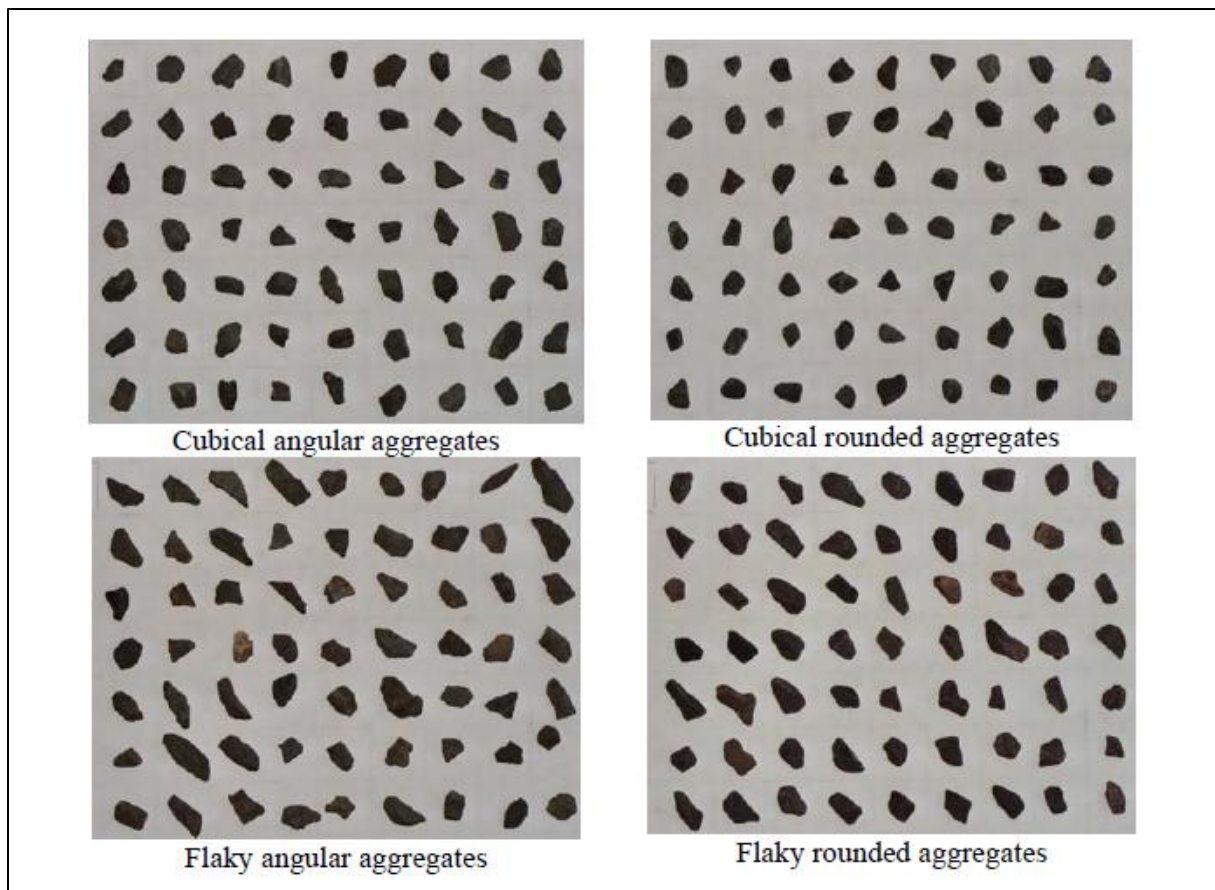 Cubical angular aggregates
Cubical rounded aggregates
Flaky angular aggregates
Flaky rounded aggregates